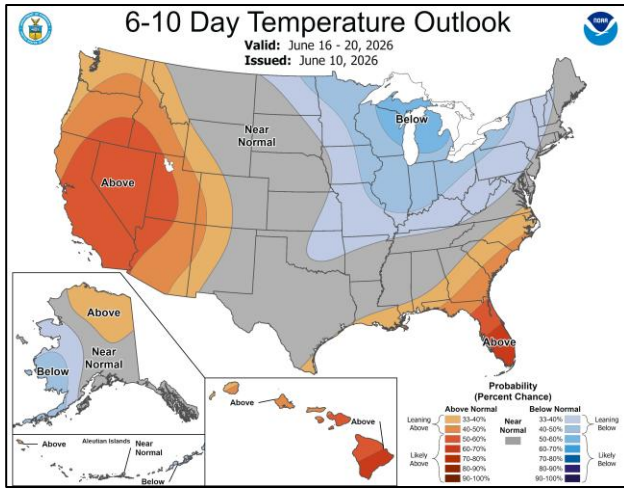 6-10 Day Temperature Outlook
Valid: June 16 - 20, 2026
Issued: June 10, 2026
NOAA
Below
Near
Normal
Above
Above
Above
Near
Normal
Below
Above
Aleutian Islands
Near
Normal
Below
Above
Above
Probability
(Percent Chance)
Above Normal
Below Normal
Leaning
Above
Likely
Above
33-40%
40-50%
50-60%
60-70%
70-80%
80-90%
90-100%
Near
Normal
33-40%
40-50%
50-60%
60-70%
70-80%
80-90%
90-100%
Leaning
Below
Likely
Below